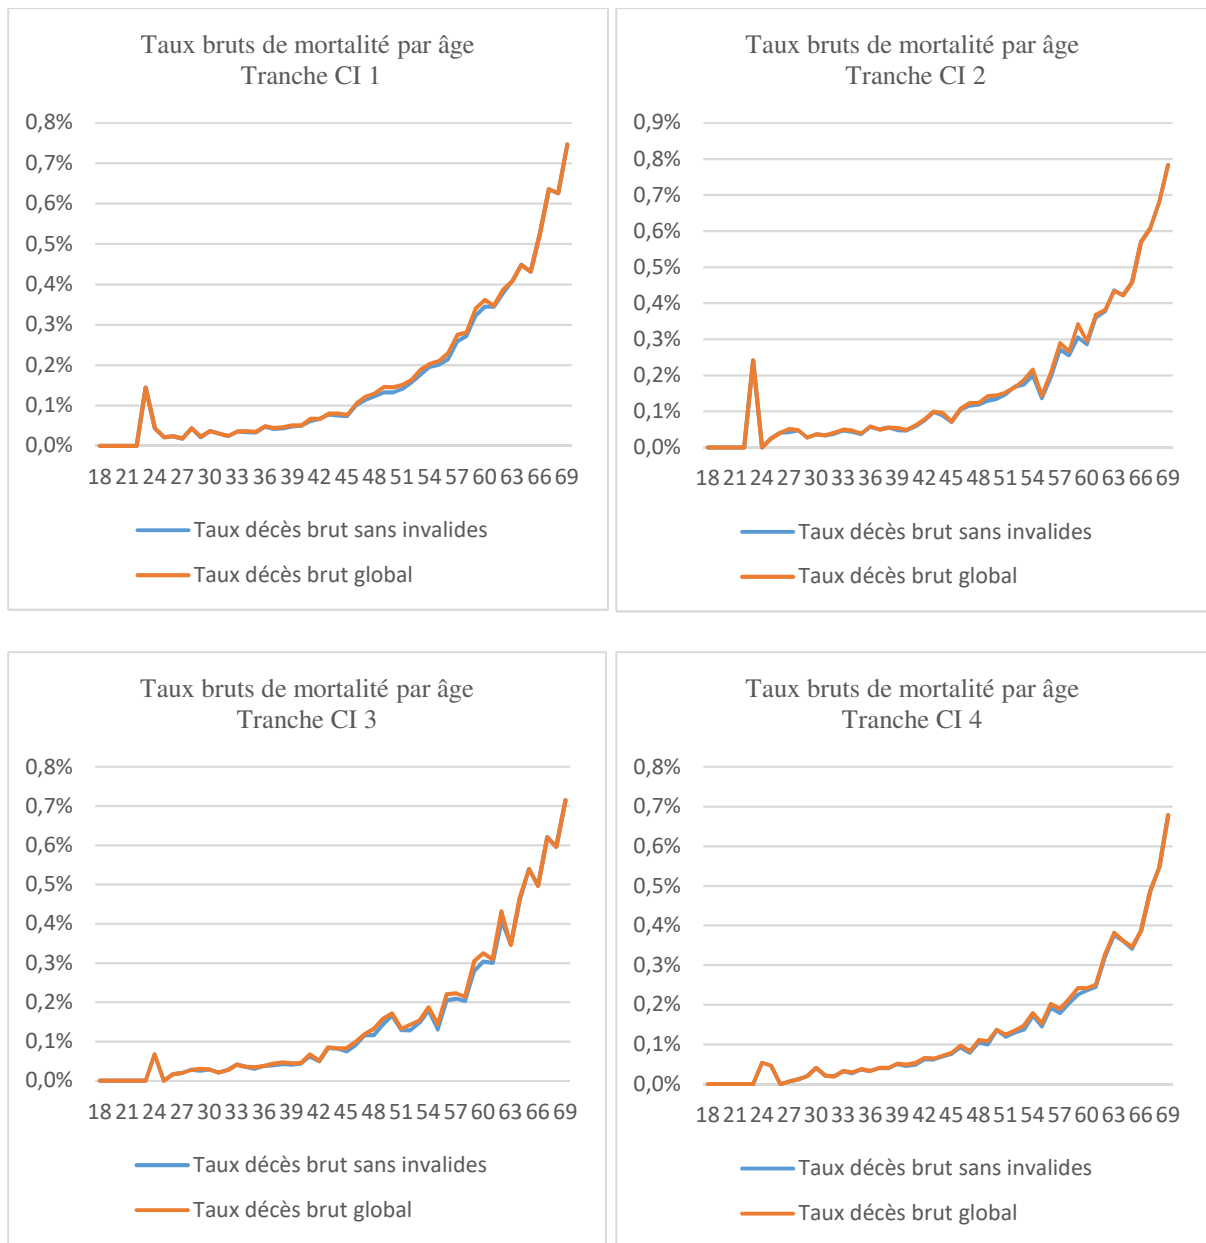 Taux bruts de mortalité par âge
Tranche CI 1
0,8%
0,7%
0,6%
0,5%
0,4%
0,3%
0,2%
0,1%
0,0%
18 21 24 27 30 33 36 39 42 45 48 51 54 57 60 63 66 69
Taux décès brut sans invalides
Taux décès brut global
Taux bruts de mortalité par âge
Tranche CI 2
0,9%
0,8%
0,7%
0,6%
0,5%
0,4%
0,3%
0,2%
0,1%
0,0%
18 21 24 27 30 33 36 39 42 45 48 51 54 57 60 63 66 69
Taux décès brut sans invalides
Taux décès brut global
Taux bruts de mortalité par âge
Tranche CI 3
0,8%
0,7%
0,6%
0,5%
0,4%
0,3%
0,2%
0,1%
0,0%
18 21 24 27 30 33 36 39 42 45 48 51 54 57 60 63 66 69
Taux décès brut sans invalides
Taux décès brut global
Taux bruts de mortalité par âge
Tranche CI 4
0,8%
0,7%
0,6%
0,5%
0,4%
0,3%
0,2%
0,1%
0,0%
18 21 24 27 30 33 36 39 42 45 48 51 54 57 60 63 66 69
Taux décès brut sans invalides
Taux décès brut global